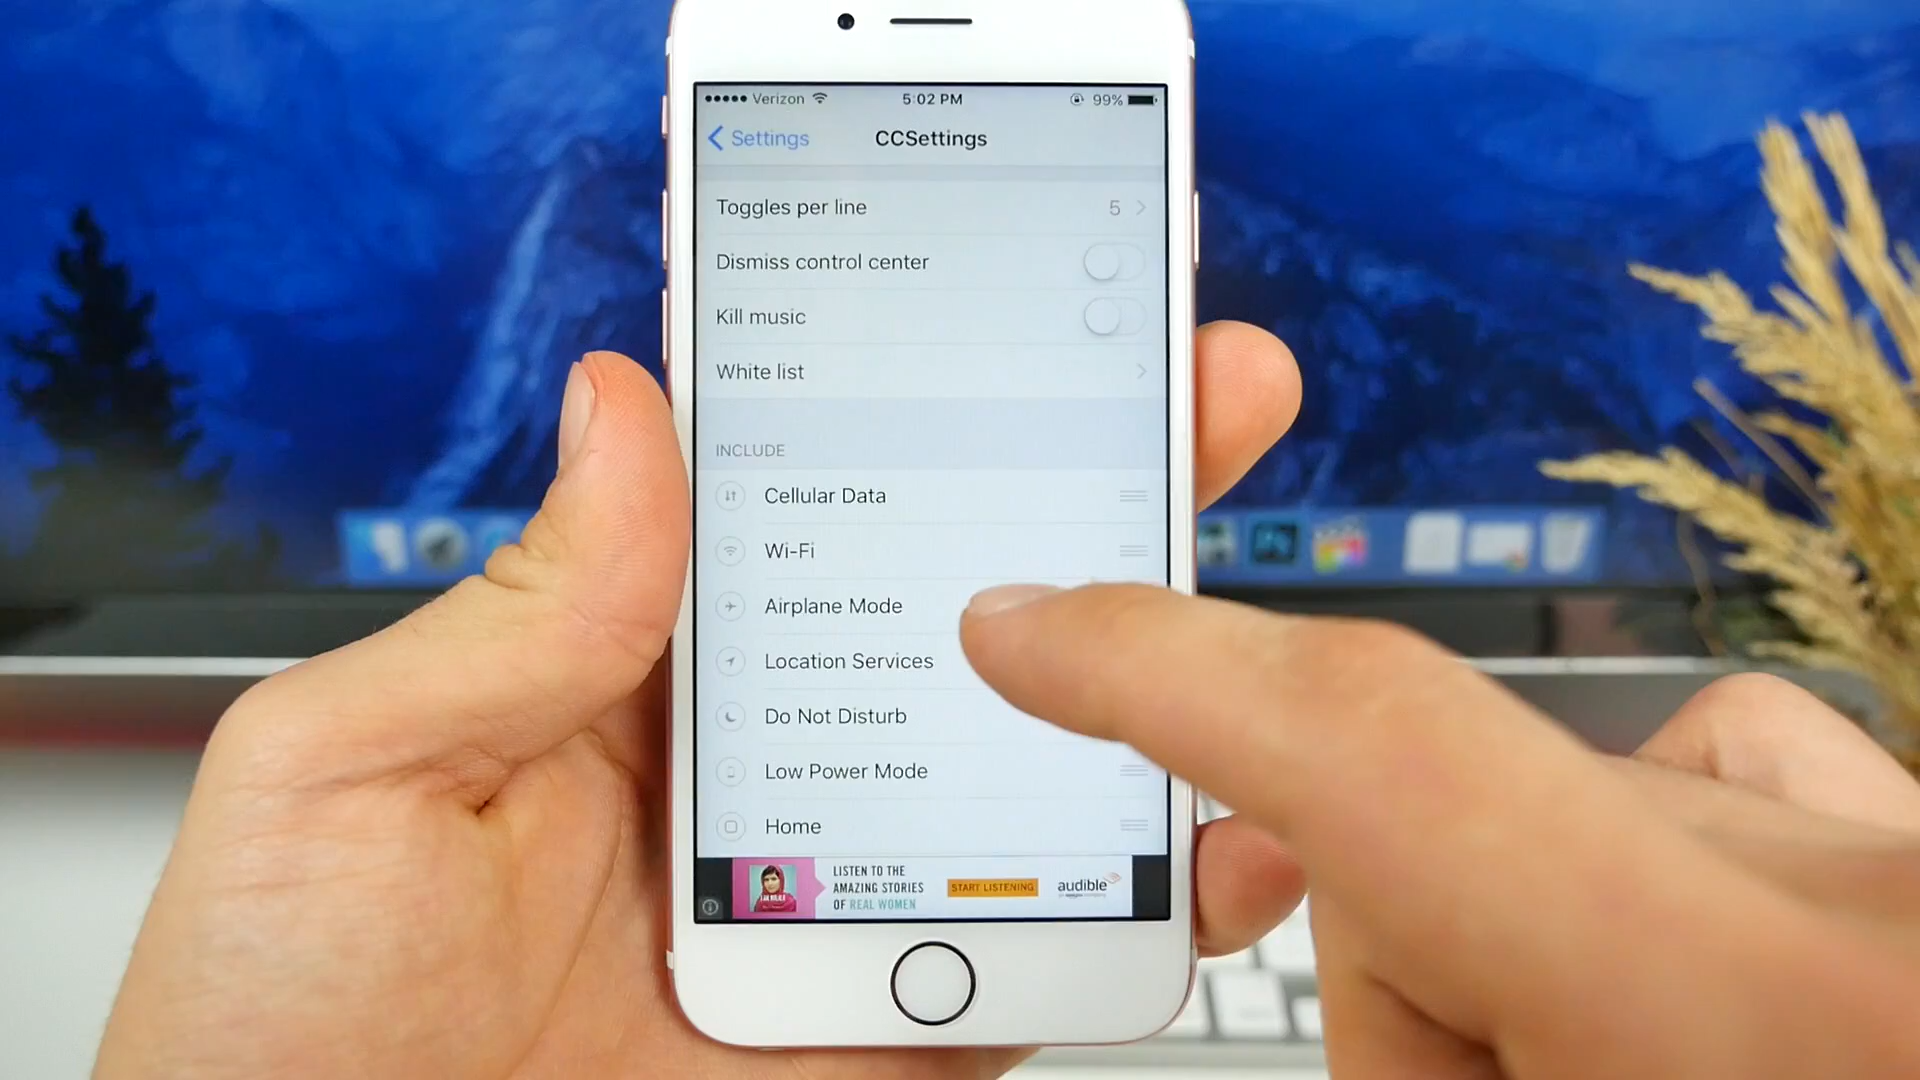 Verizon 5:02 PM 99%
Settings CCSettings
Toggles per line 5
Dismiss control center
Kill music
White list
INCLUDE
Cellular Data
Wi-Fi
Airplane Mode
Location Services
Do Not Disturb
Low Power Mode
Home
LISTEN TO THE
AMAZING STORIES
OF REAL WOMEN
START LISTENING
audible